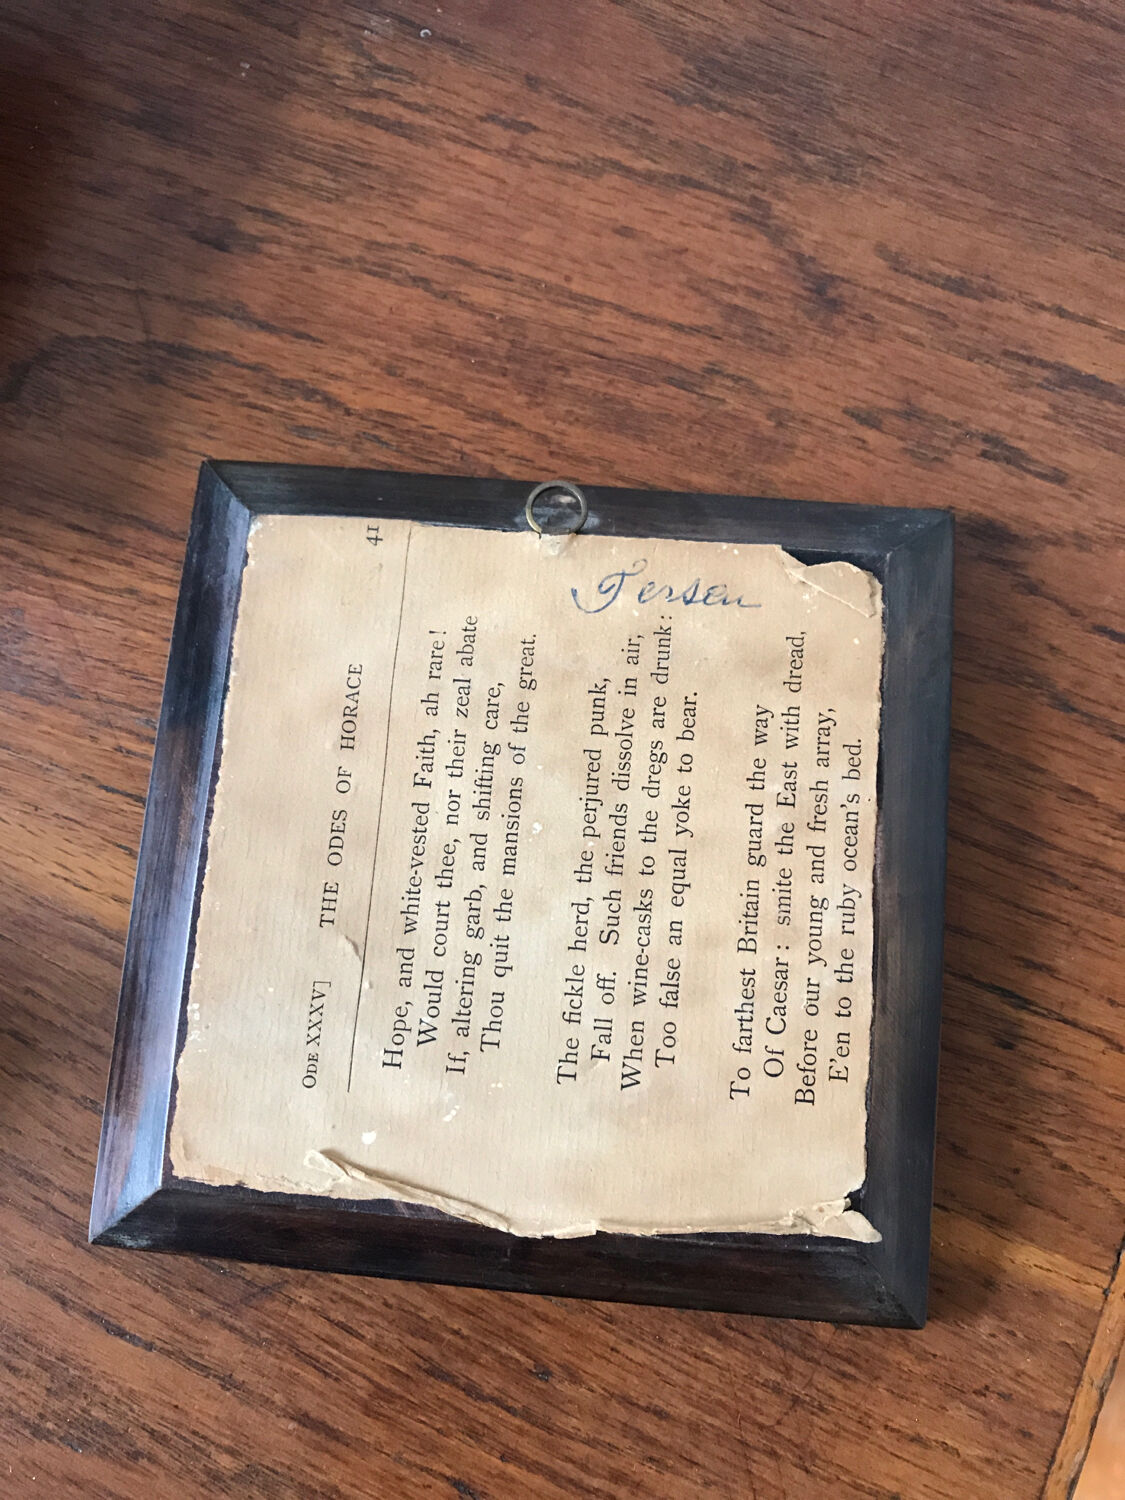 ODE XXXV] THE ODES OF HORACE 41
Hope, and white-vested Faith, ah rare!
Would court thee, nor their zeal abate
If, altering garb, and shifting care,
Thou quit the mansions of the great.
The fickle herd, the perjured punk,
Fall off. Such friends dissolve in air,
When wine-casks to the dregs are drunk:
Too false an equal yoke to bear.
To farthest Britain guard the way
Of Caesar: smite the East with dread,
Before our young and fresh array,
E'en to the ruby ocean's bed.